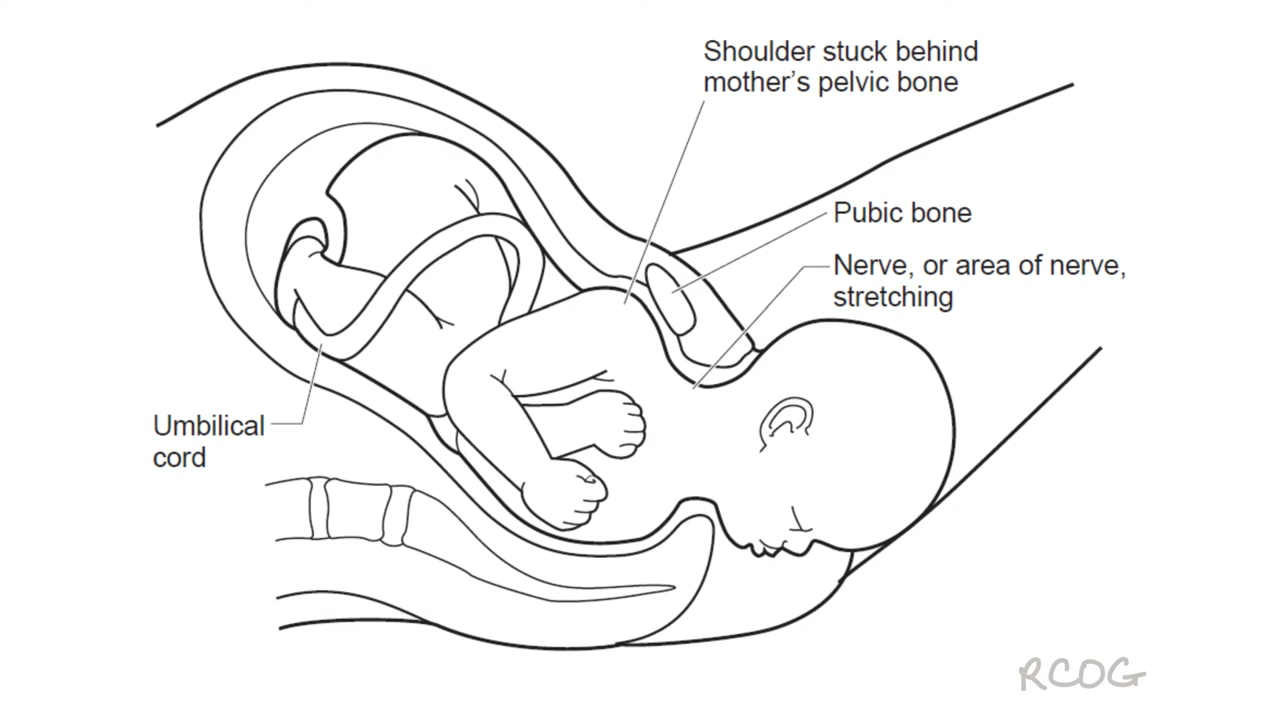 Shoulder stuck behind
mother’s pelvic bone
Pubic bone
Nerve, or area of nerve,
stretching
Umbilical
cord
RCOG